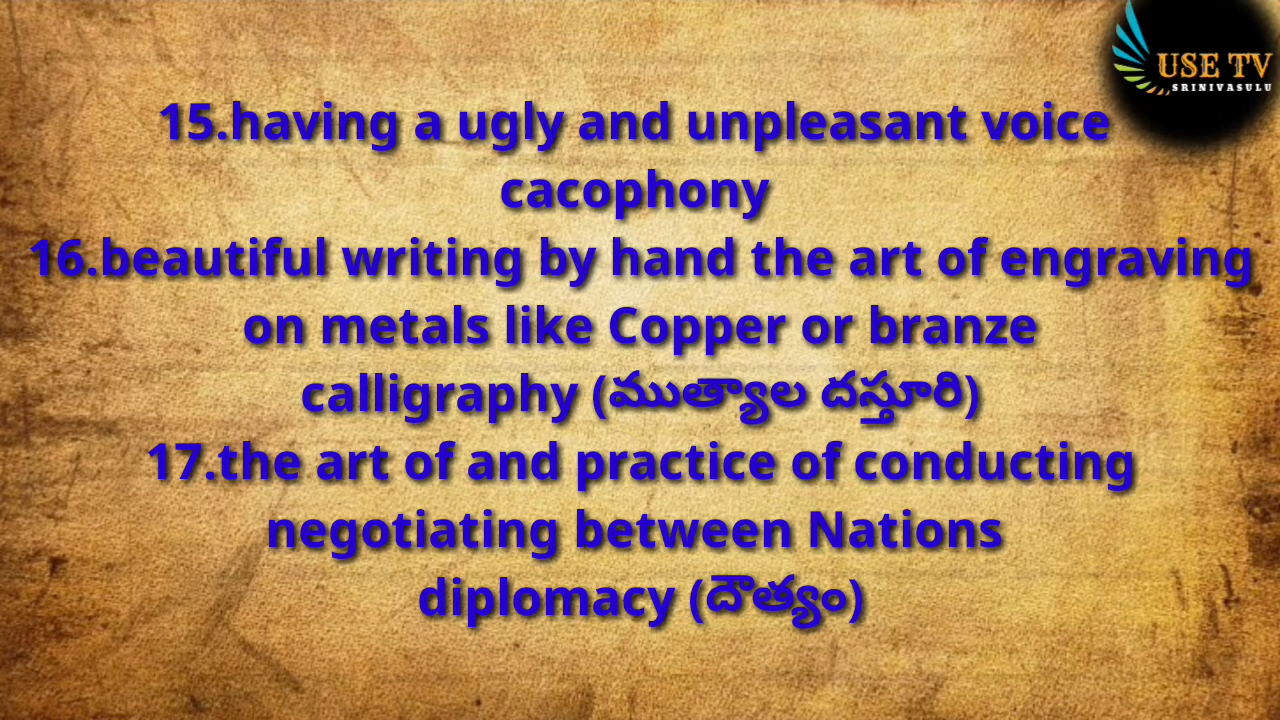 USE TV
SRINIVASULU
15.having a ugly and unpleasant voice
cacophony
16.beautiful writing by hand the art of engraving
on metals like Copper or branze
calligraphy (ముత్యాల దస్తూరి)
17.the art of and practice of conducting
negotiating between Nations
diplomacy (దౌత్యం)